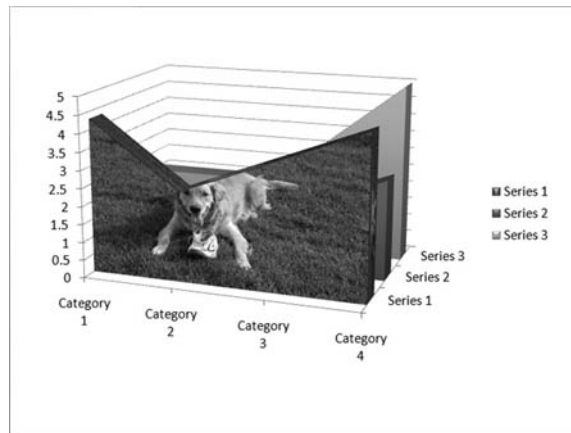 5
4.5
4
3.5
3
2.5
2
1.5
1
0.5
0
Category
1
Category
2
Category
3
Category
4
Series 1
Series 2
Series 3
Series 1
Series 2
Series 3